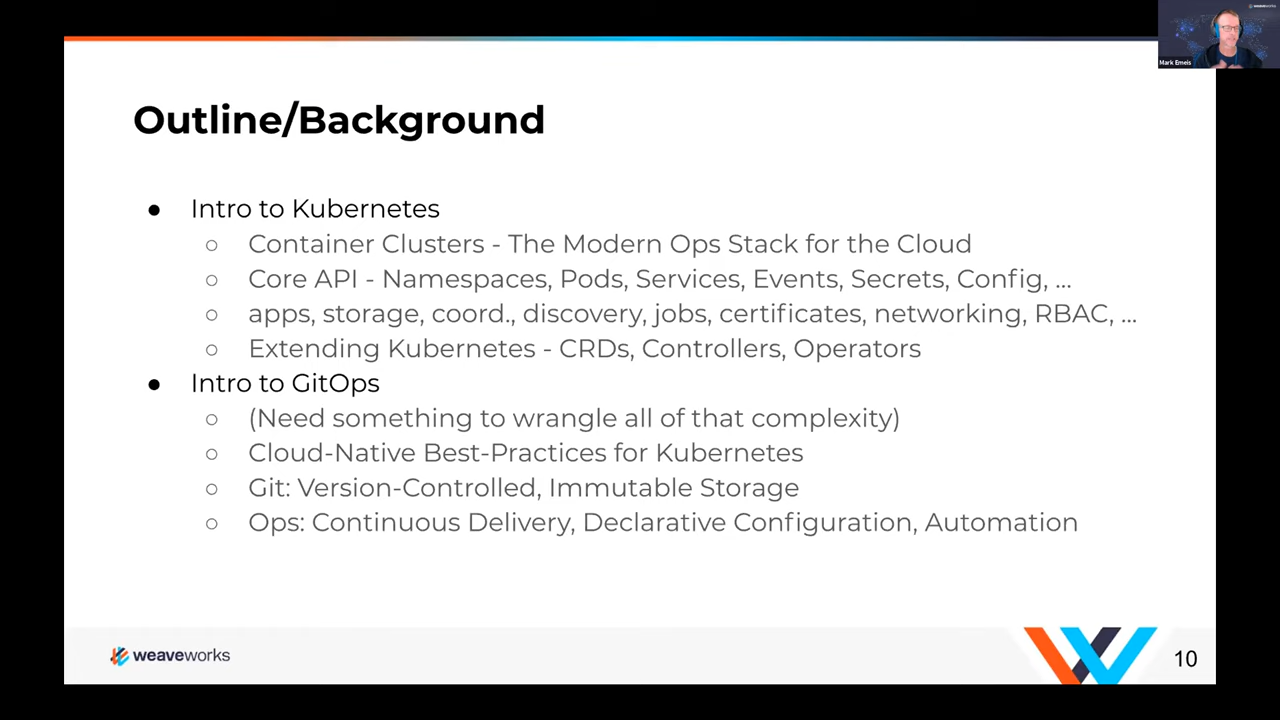 weaveworks
Mark Emeis
Outline/Background
● Intro to Kubernetes
○ Container Clusters - The Modern Ops Stack for the Cloud
○ Core API - Namespaces, Pods, Services, Events, Secrets, Config, ...
○ apps, storage, coord., discovery, jobs, certificates, networking, RBAC, ...
○ Extending Kubernetes - CRDs, Controllers, Operators
● Intro to GitOps
○ (Need something to wrangle all of that complexity)
○ Cloud-Native Best-Practices for Kubernetes
○ Git: Version-Controlled, Immutable Storage
○ Ops: Continuous Delivery, Declarative Configuration, Automation
weaveworks
10